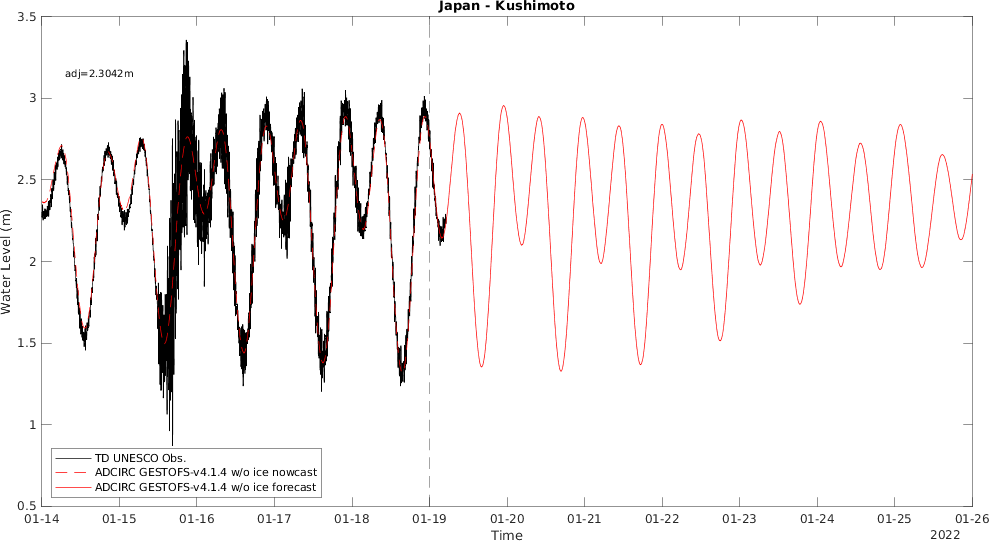 Japan - Kushimoto
3.5
adj=2.3042m
3
2.5
2
1.5
1
0.5
Water Level (m)
TD UNESCO Obs.
ADCIRC GESTOFS-v4.1.4 w/o ice nowcast
ADCIRC GESTOFS-v4.1.4 w/o ice forecast
01-14 01-15 01-16 01-17 01-18 01-19 01-20 01-21 01-22 01-23 01-24 01-25 01-26
Time
2022